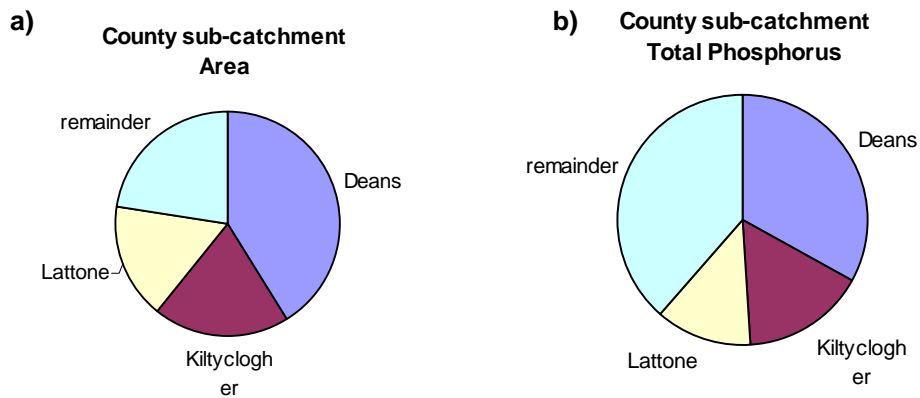 a)
County sub-catchment
Area
remainder
Deans
Lattone
Kiltyclogh
er
b)
County sub-catchment
Total Phosphorus
remainder
Deans
Lattone
Kiltyclogh
er